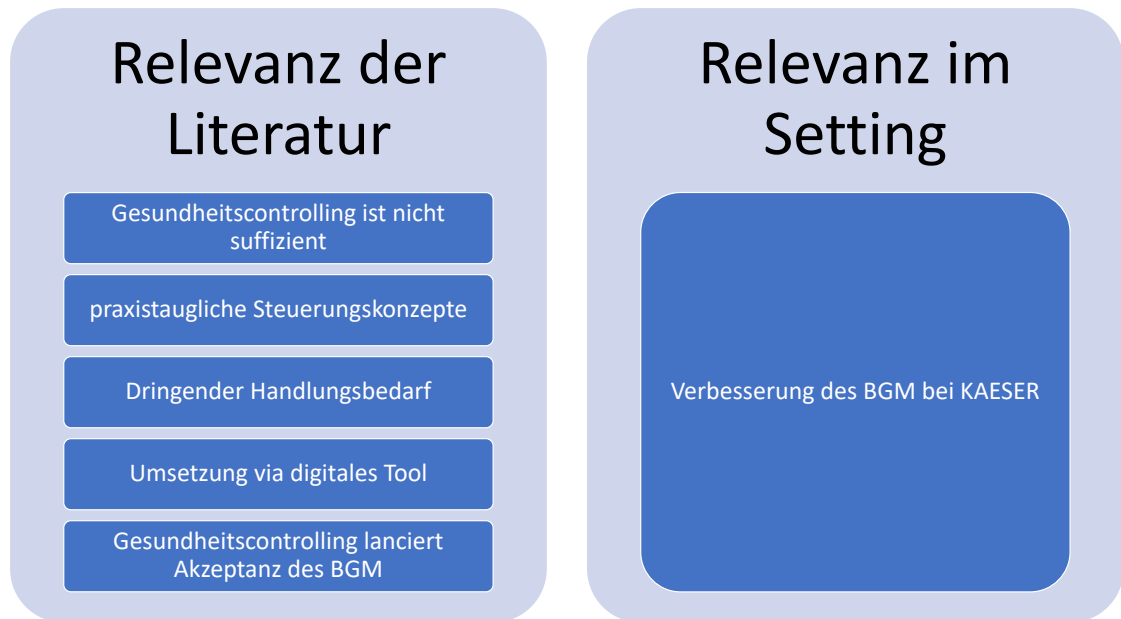 Relevanz der
Literatur
Gesundheitscontrolling ist nicht
suffizient
praxistaugliche Steuerungskonzepte
Dringender Handlungsbedarf
Umsetzung via digitales Tool
Gesundheitscontrolling lanciert
Akzeptanz des BGM
Relevanz im
Setting
Verbesserung des BGM bei KAESER